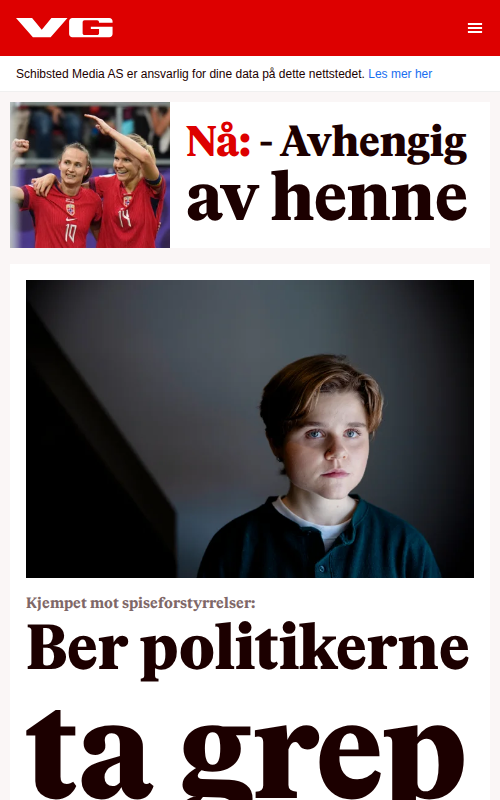 VG
Schibsted Media AS er ansvarlig for dine data på dette nettstedet. Les mer her
Nå: - Avhengig
av henne
10
14
Kjempet mot spiseforstyrrelser:
Ber politikerne
ta grep